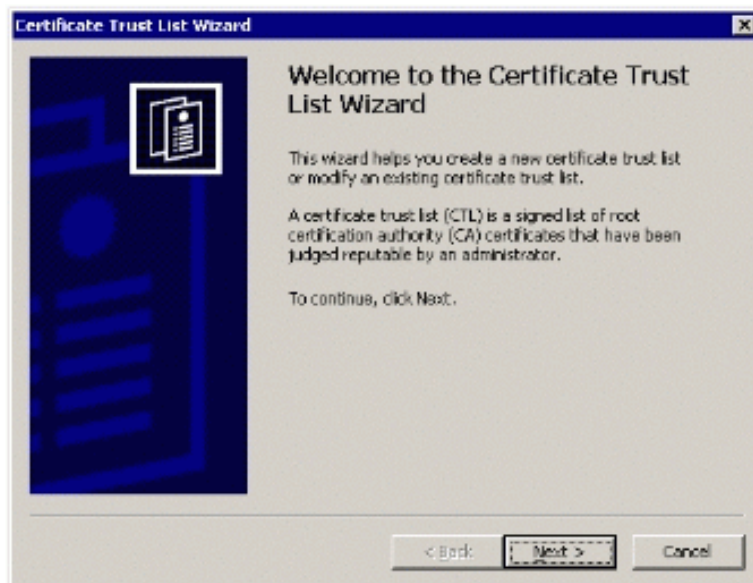 Certificate Trust List Wizard
Welcome to the Certificate Trust
List Wizard
This wizard helps you create a new certificate trust list
or modify an existing certificate trust list.
A certificate trust list (CTL) is a signed list of root
certification authority (CA) certificates that have been
judged reputable by an administrator.
To continue, click Next.
< Back Next > Cancel